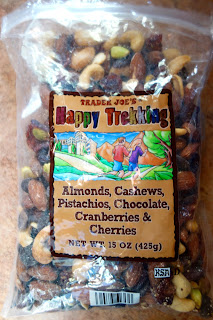 TRADER JOE'S
Happy Trekking
Almonds, Cashews,
Pistachios, Chocolate,
Cranberries &
Cherries
NET WT. 15 OZ (425g)